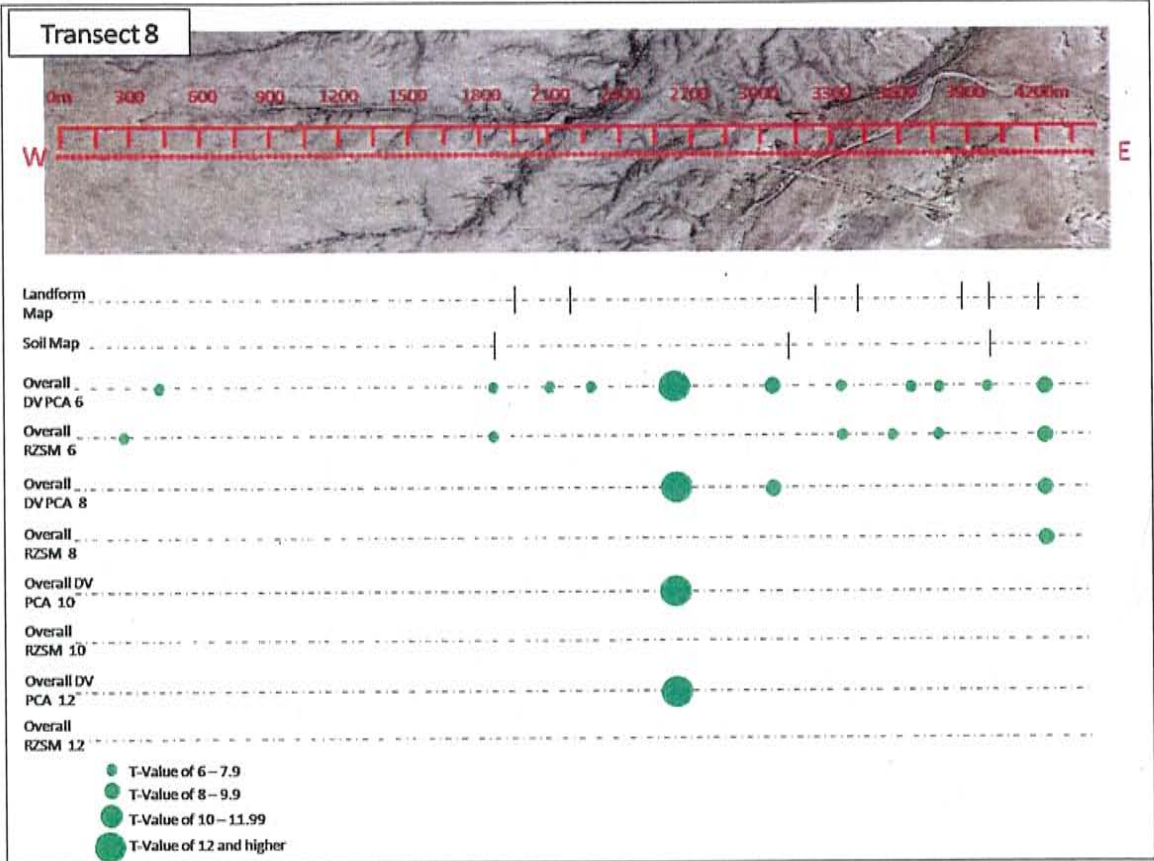 Transect 8
0m 300 600 900 1200 1500 1800 2100 2400 2700 3000 3300 3600 3900 4200m
W E
Landform
Map
Soil Map
Overall
DV PCA 6
Overall
RZSM 6
Overall
DV PCA 8
Overall
RZSM 8
Overall DV
PCA 10
Overall
RZSM 10
Overall DV
PCA 12
Overall
RZSM 12
T-Value of 6 – 7.9
T-Value of 8 – 9.9
T-Value of 10 – 11.99
T-Value of 12 and higher